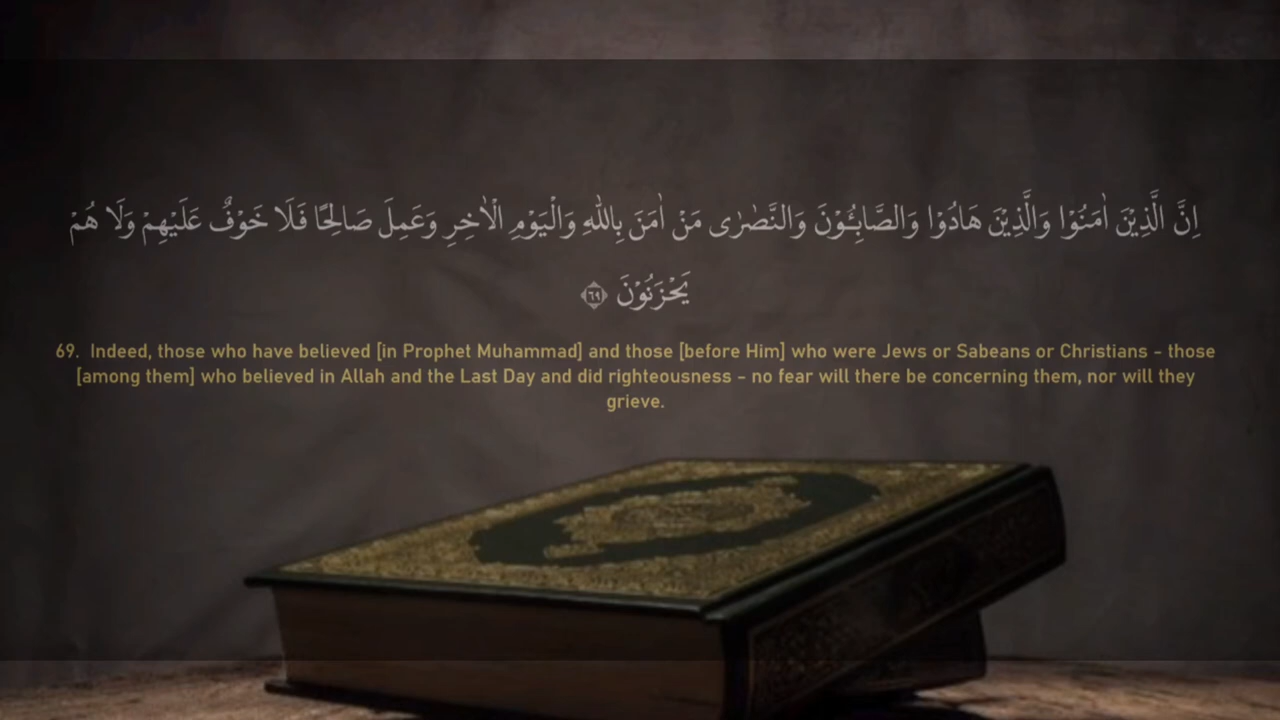 اِنَّ الَّذِيْنَ اٰمَنُوْا وَالَّذِيْنَ هَادُوْا وَالصَّابِـُٔوْنَ وَالنَّصٰرٰى مَنْ اٰمَنَ بِاللّٰهِ وَالْيَوْمِ الْاٰخِرِ وَعَمِلَ صَالِحًا فَلَا خَوْفٌ عَلَيْهِمْ وَلَا هُمْ
يَحْزَنُوْنَ ٦٩
69. Indeed, those who have believed [in Prophet Muhammad] and those [before Him] who were Jews or Sabeans or Christians - those
[among them] who believed in Allah and the Last Day and did righteousness - no fear will there be concerning them, nor will they
grieve.